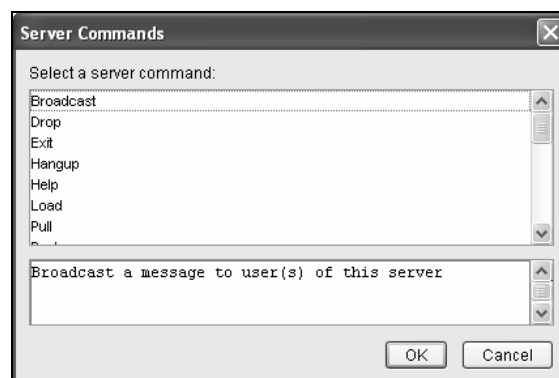 Server Commands
Select a server command:
Broadcast
Drop
Exit
Hangup
Help
Load
Pull
Broadcast a message to user(s) of this server
OK
Cancel